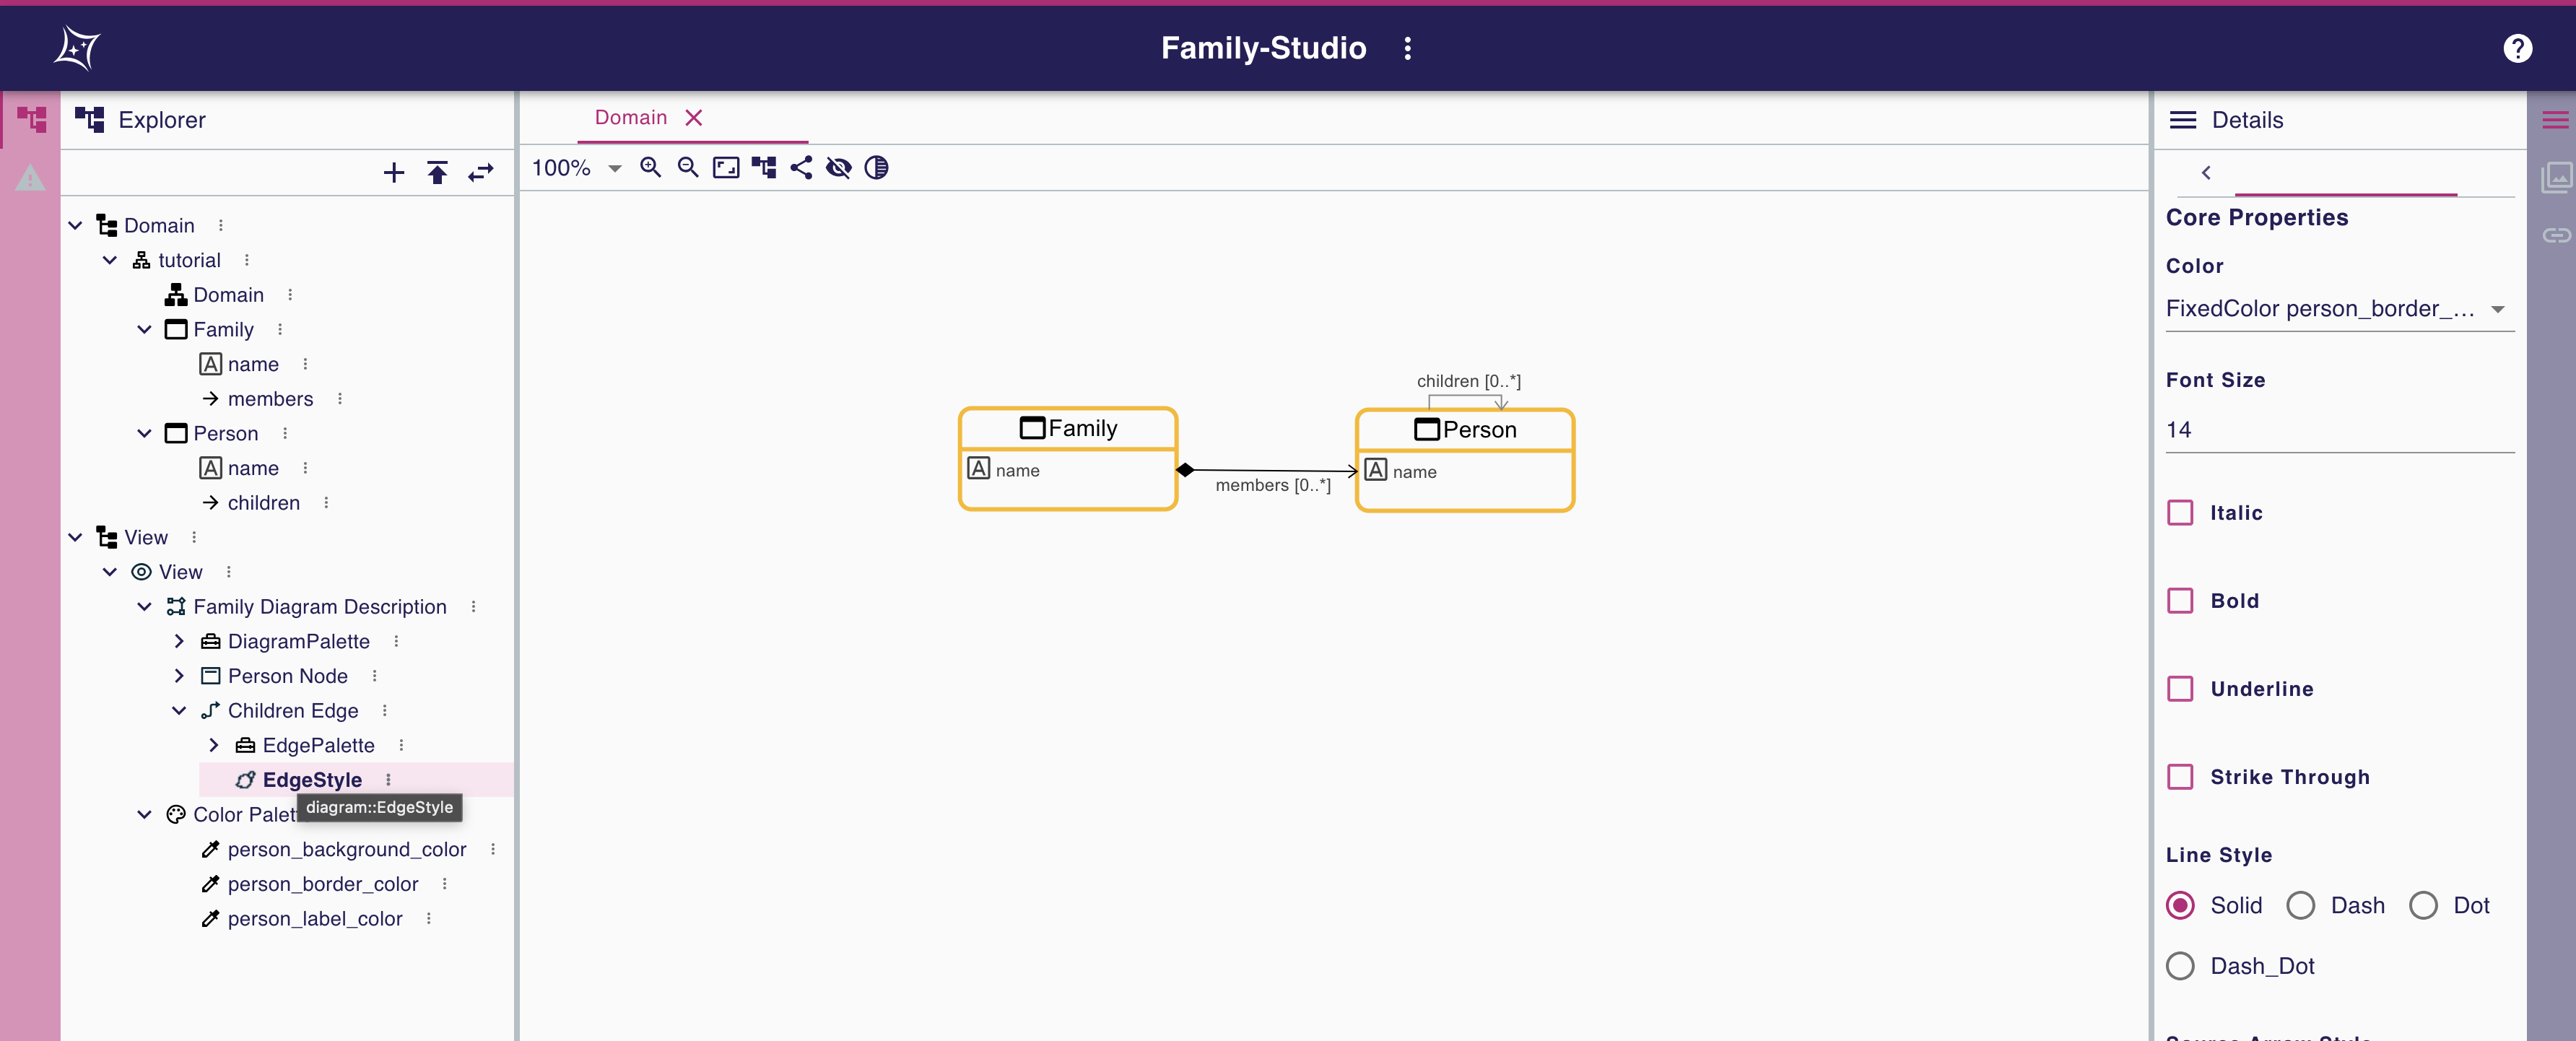 Family-Studio
Explorer
Domain
tutorial
Domain
Family
name
members
Person
name
children
View
View
Family Diagram Description
DiagramPalette
Person Node
Children Edge
EdgePalette
EdgeStyle
diagram::EdgeStyle
Color Palet
person_background_color
person_border_color
person_label_color
Domain
100%
children [0..*]
Family
Person
A name
A name
members [0..*]
Details
Core Properties
Color
FixedColor person_border_...
Font Size
14
Italic
Bold
Underline
Strike Through
Line Style
Solid Dash Dot
Dash_Dot